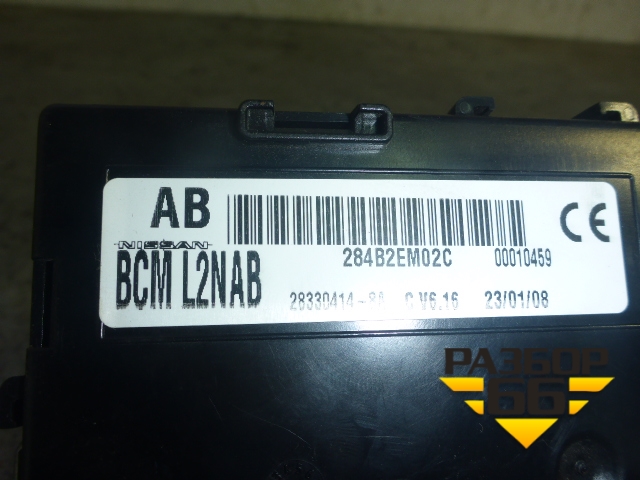 AB
NISSAN
284B2EM02C 00010459
BCM L2NAB
28330414-8A C V6.16 23/01/08
CE
РАЗБОР
66